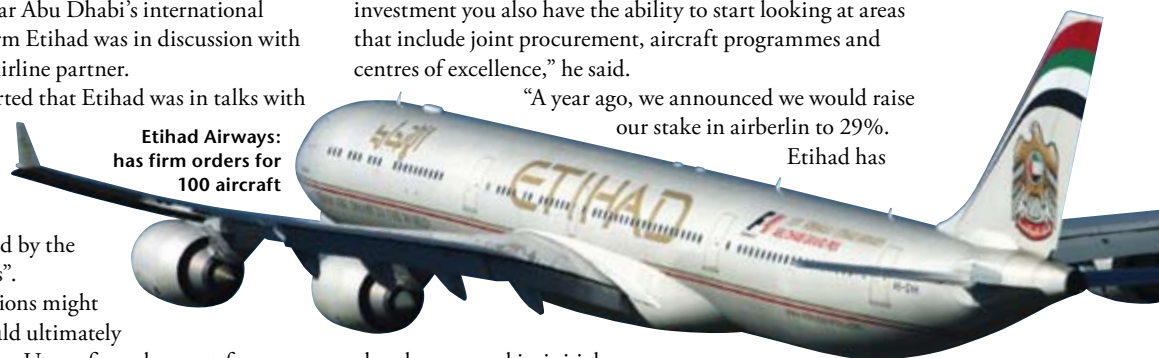 ar Abu Dhabi's international
rm Etihad was in discussion with
irline partner.
rted that Etihad was in talks with
Etihad Airways:
has firm orders for
100 aircraft
d by the
s".
ions might
ld ultimately
investment you also have the ability to start looking at areas
that include joint procurement, aircraft programmes and
centres of excellence," he said.
"A year ago, we announced we would raise
our stake in airberlin to 29%.
Etihad has
الإتحاد
ETIHAD
F1